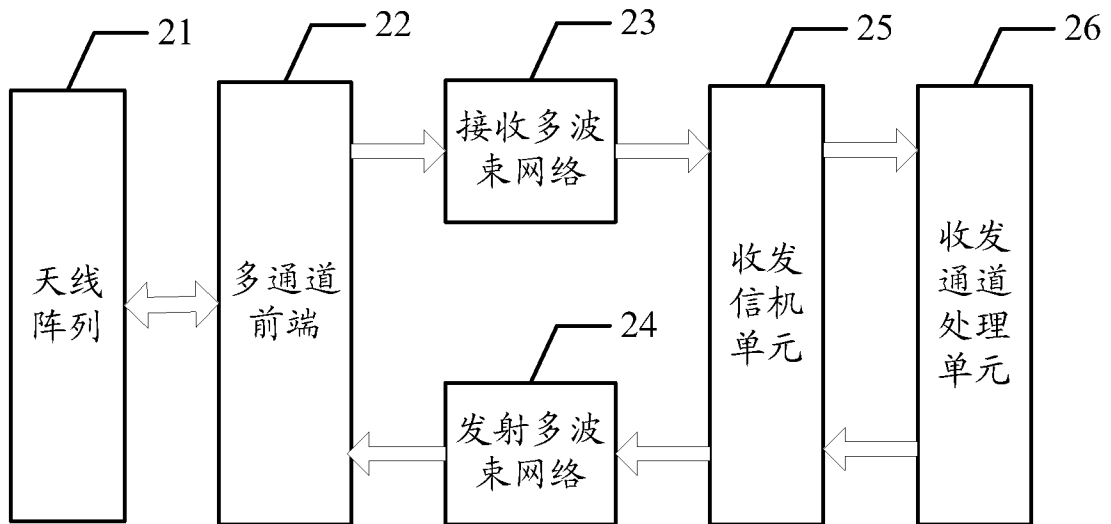 21
22
23
25
26
接收多波
束网络
天线
阵列
多通道
前端
收发
信机
单元
收发
通道
处理
单元
24
发射多波
束网络